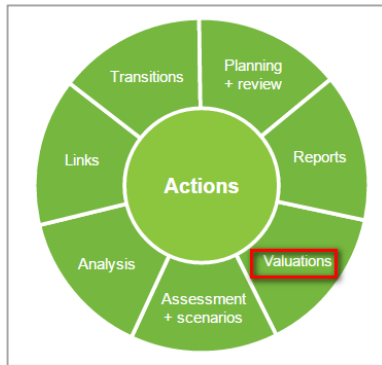 Transitions
Planning
+ review
Links
Reports
Actions
Valuations
Analysis
Assessment
+ scenarios